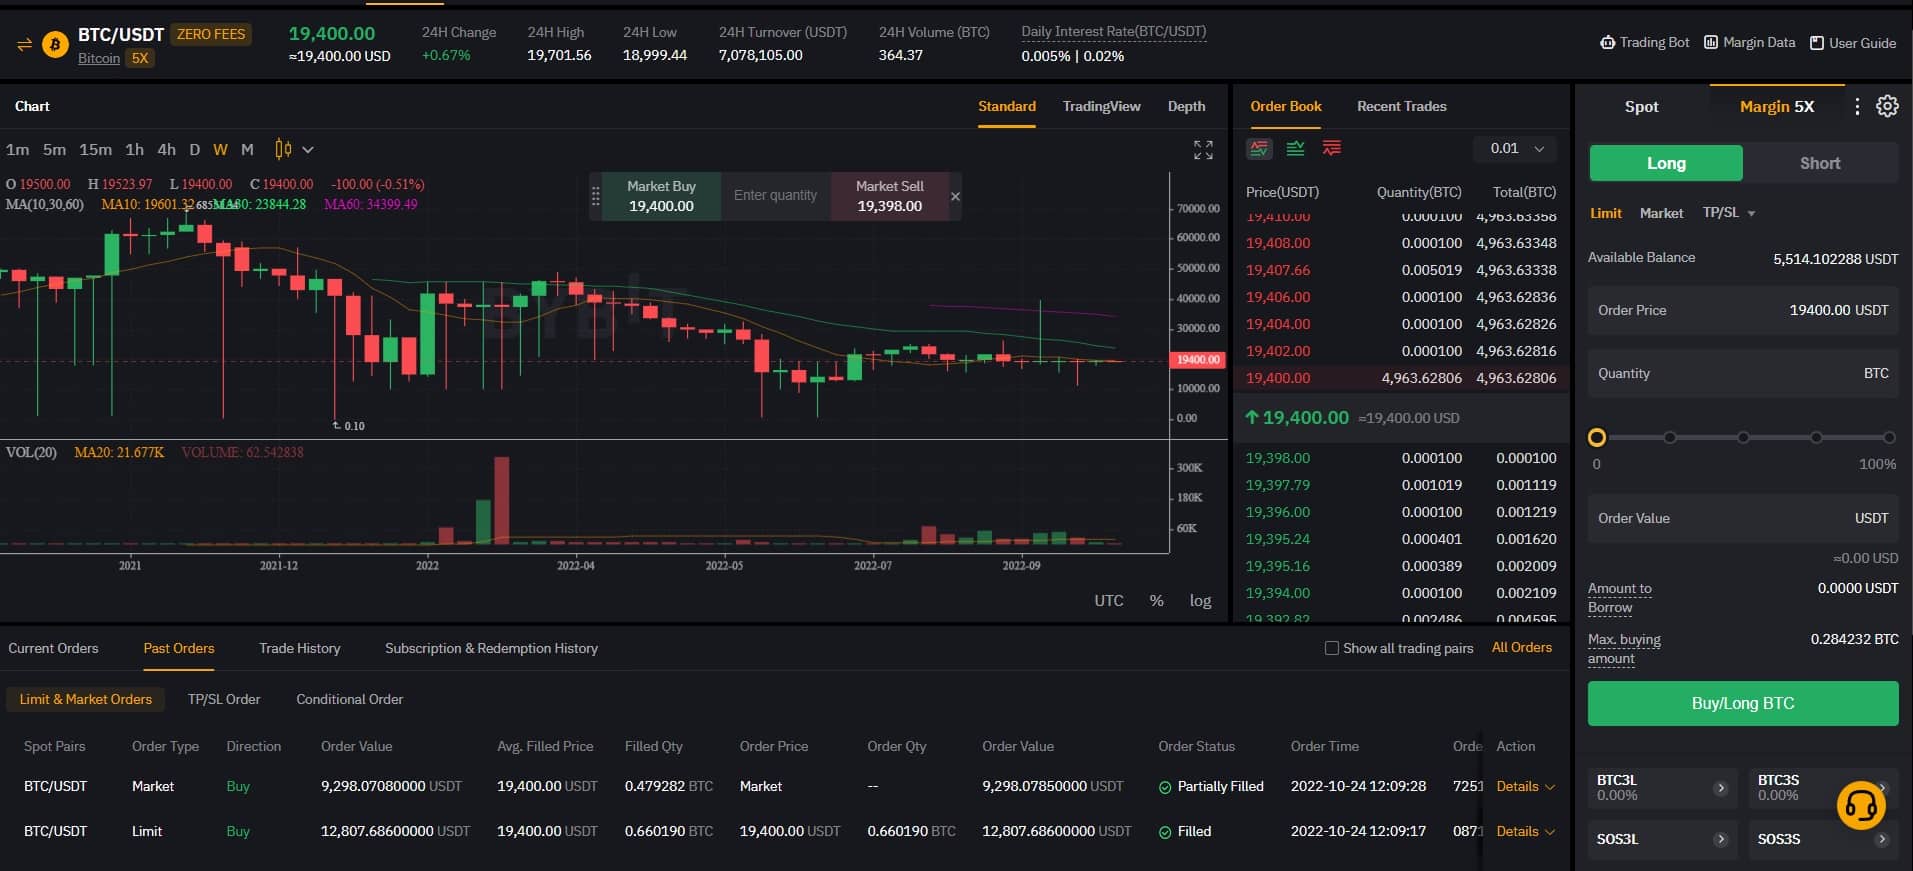 BTC/USDT ZERO FEES
Bitcoin 5X
19,400.00
≈19,400.00 USD
24H Change
+0.67%
24H High
19,701.56
24H Low
18,999.44
24H Turnover (USDT)
7,078,105.00
24H Volume (BTC)
364.37
Daily Interest Rate(BTC/USDT)
0.005% | 0.02%
Trading Bot Margin Data User Guide
Chart
Standard TradingView Depth
1m 5m 15m 1h 4h D W M
O 19500.00 H 19523.97 L 19400.00 C 19400.00 -100.00 (-0.51%)
MA(10,30,60) MA10: 19601.32 MA30: 23844.28 MA60: 34399.49
Market Buy
19,400.00
Enter quantity
Market Sell
19,398.00
70000.00
60000.00
50000.00
40000.00
30000.00
19400.00
10000.00
0.00
BYBIT
0.10
VOL(20) MA20: 21.677K VOLUME: 62.542838
300K
180K
60K
2021 2021-12 2022 2022-04 2022-05 2022-07 2022-09
UTC % log
Order Book Recent Trades
0.01
Price(USDT) Quantity(BTC) Total(BTC)
19,410.00 0.000100 4,963.63358
19,408.00 0.000100 4,963.63348
19,407.66 0.005019 4,963.63338
19,406.00 0.000100 4,963.62836
19,404.00 0.000100 4,963.62826
19,402.00 0.000100 4,963.62816
19,400.00 4,963.62806 4,963.62806
19,400.00 ≈19,400.00 USD
19,398.00 0.000100 0.000100
19,397.79 0.001019 0.001119
19,396.00 0.000100 0.001219
19,395.24 0.000401 0.001620
19,395.16 0.000389 0.002009
19,394.00 0.000100 0.002109
19,392.82 0.002486 0.004595
Spot Margin 5X
Long Short
Limit Market TP/SL
Available Balance 5,514.102288 USDT
Order Price 19400.00 USDT
Quantity BTC
0 100%
Order Value USDT
≈0.00 USD
Amount to Borrow 0.0000 USDT
Max. buying amount 0.284232 BTC
Buy/Long BTC
BTC3L
0.00%
BTC3S
0.00%
SOS3L SOS3S
Current Orders Past Orders Trade History Subscription & Redemption History
Show all trading pairs All Orders
Limit & Market Orders TP/SL Order Conditional Order
Spot Pairs Order Type Direction Order Value Avg. Filled Price Filled Qty Order Price Order Qty Order Value Order Status Order Time Orde Action
BTC/USDT Market Buy 9,298.07080000 USDT 19,400.00 USDT 0.479282 BTC Market -- 9,298.07850000 USDT Partially Filled 2022-10-24 12:09:28 7251 Details
BTC/USDT Limit Buy 12,807.68600000 USDT 19,400.00 USDT 0.660190 BTC 19,400.00 USDT 0.660190 BTC 12,807.68600000 USDT Filled 2022-10-24 12:09:17 0871 Details